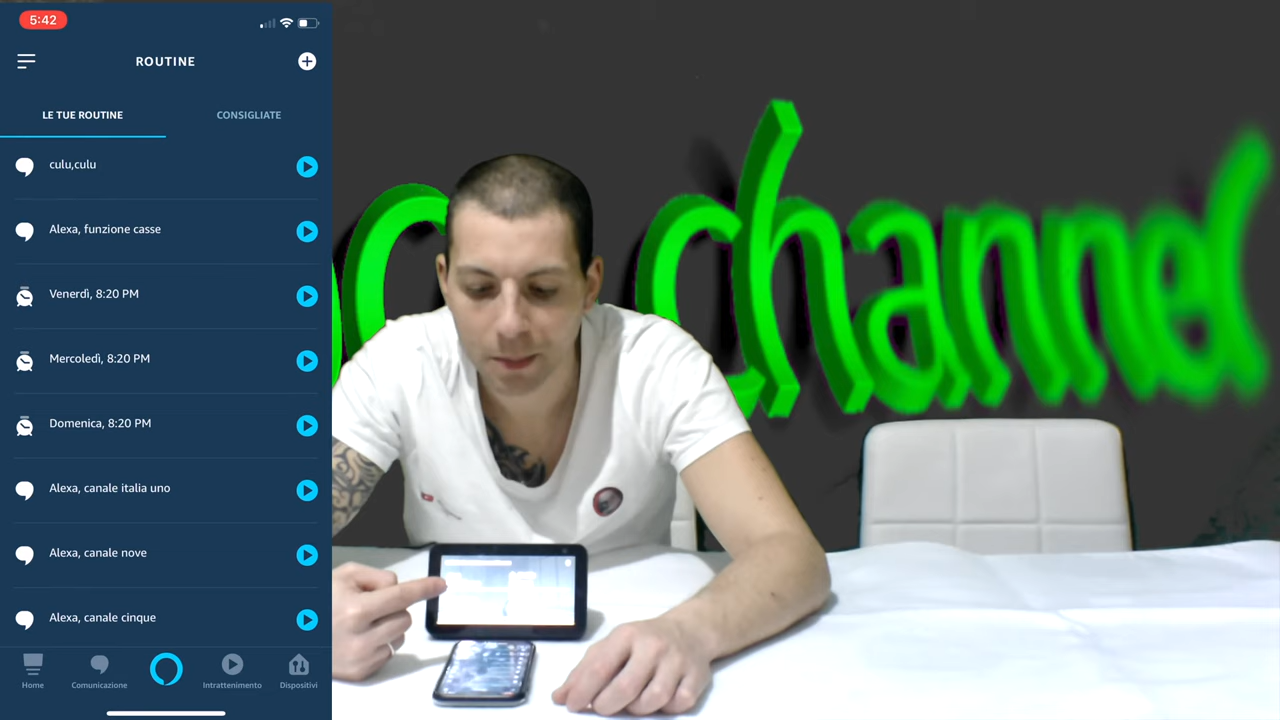 5:42
ROUTINE
LE TUE ROUTINE
CONSIGLIATE
culu,culu
Alexa, funzione casse
Venerdì, 8:20 PM
Mercoledì, 8:20 PM
Domenica, 8:20 PM
Alexa, canale italia uno
Alexa, canale nove
Alexa, canale cinque
Home
Comunicazione
Intrattenimento
Dispositivi
channel